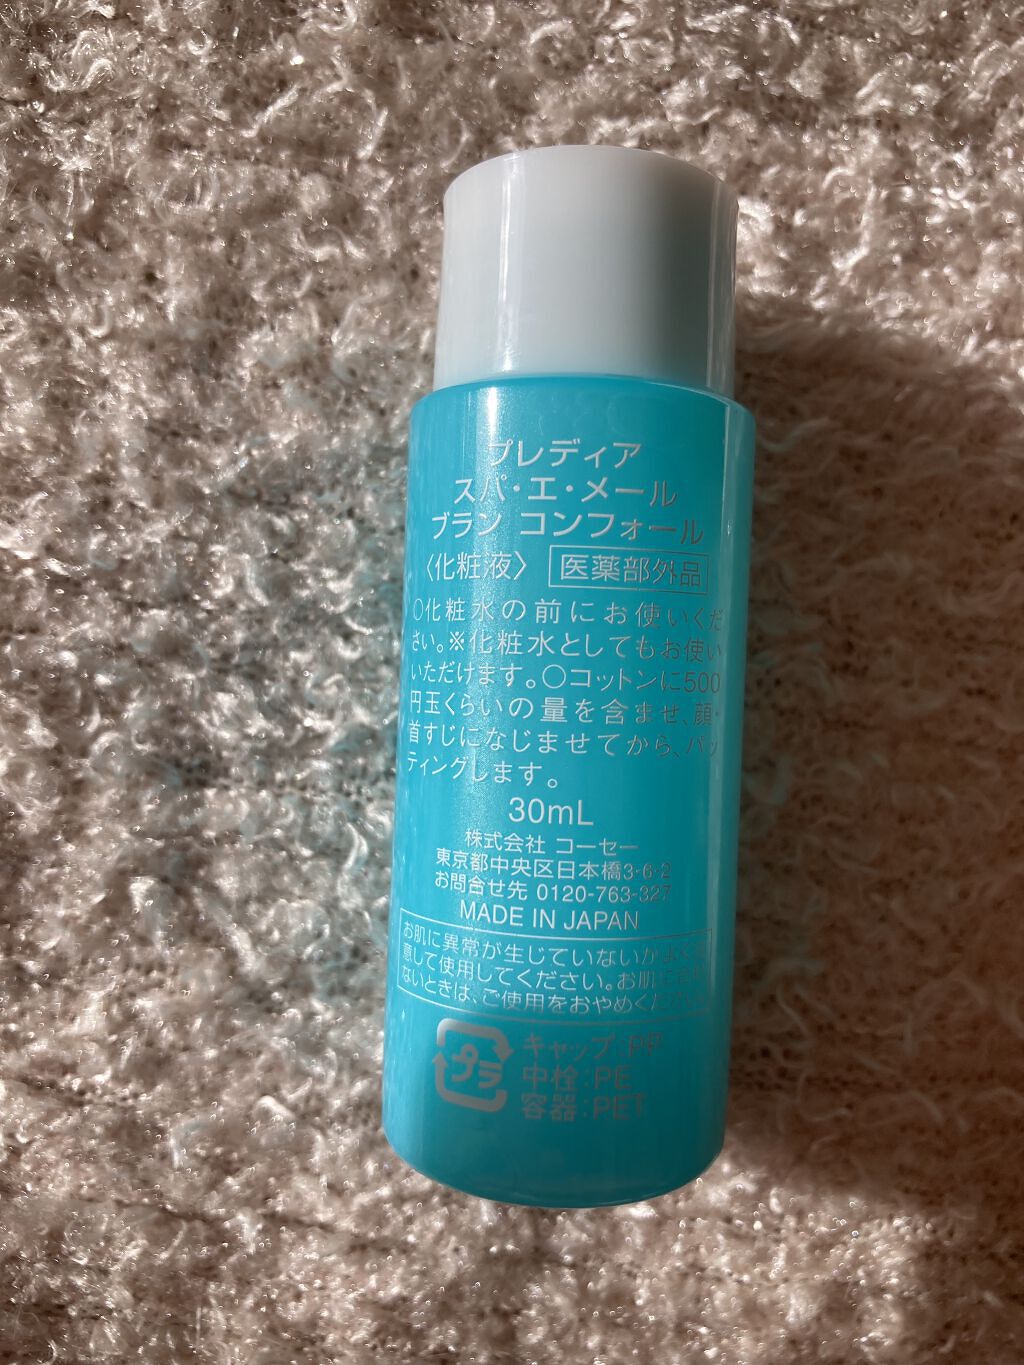 プレディア
スパ・エ・メール
ブラン コンフォール
〈化粧液〉 医薬部外品
○化粧水の前にお使いくだ
さい。※化粧水としてもお使い
いただけます。○コットンに500
円玉くらいの量を含ませ、顔・
首すじになじませてから、パッ
ティングします。
30mL
株式会社 コーセー
東京都中央区日本橋3-6-2
お問合せ先 0120-763-327
MADE IN JAPAN
お肌に異常が生じていないかよく注
意して使用してください。お肌に合わ
ないときは、ご使用をおやめください。
プラ
キャップ:PP
中栓:PE
容器:PET